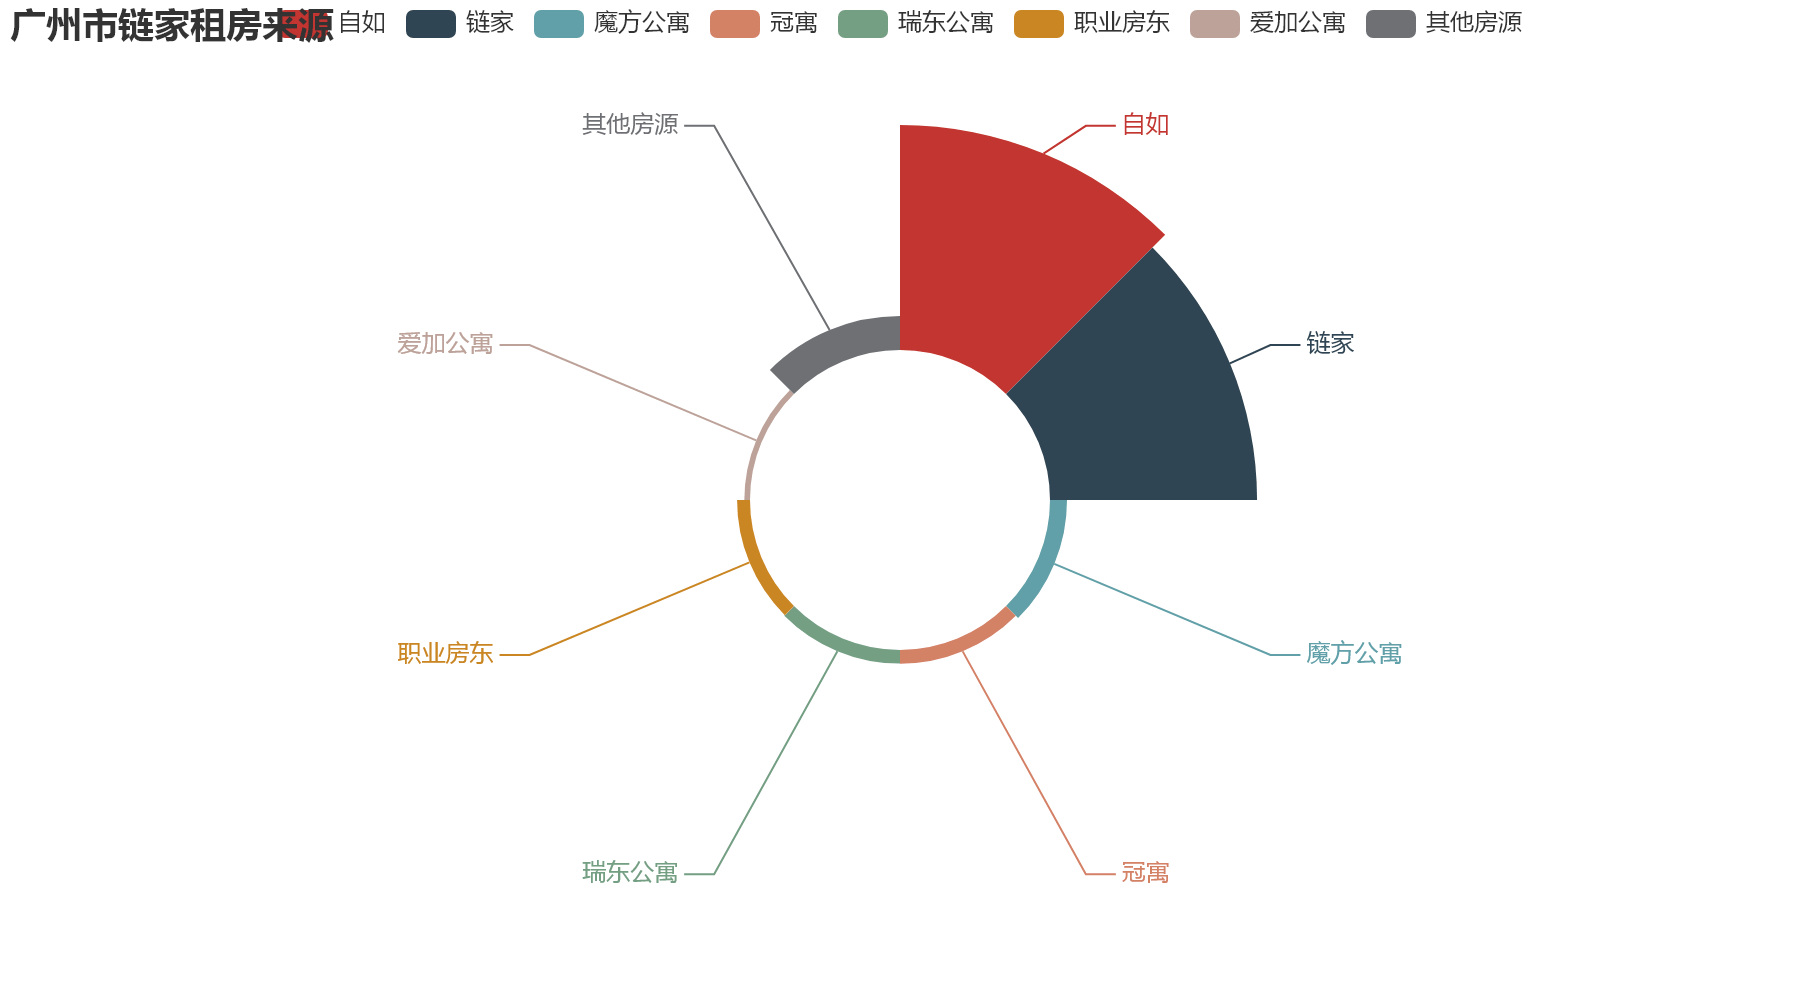 广州市链家租房来源
自如 链家 魔方公寓 冠寓 瑞东公寓 职业房东 爱加公寓 其他房源
其他房源
自如
爱加公寓
链家
职业房东
魔方公寓
瑞东公寓
冠寓